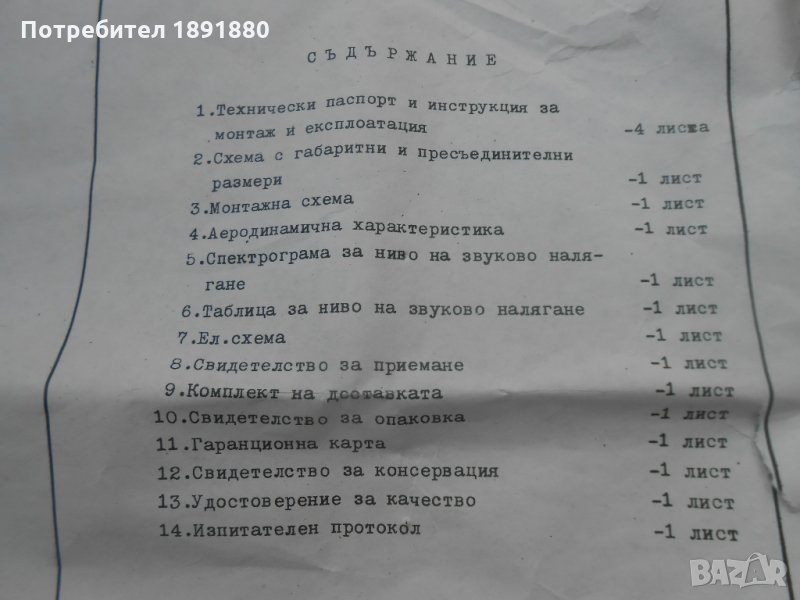 Потребител 1891880
СЪДЪРЖАНИЕ
1.Технически паспорт и инструкция за
монтаж и експлоатация -4 листа
2.Схема с габаритни и пресъединителни
размери -1 лист
3.Монтажна схема -1 лист
4.Аеродинамична характеристика -1 лист
5.Спектрограма за ниво на звуково наля-
гане -1 лист
6.Таблица за ниво на звуково налягане -1 лист
7.Ел.схема -1 лист
8.Свидетелство за приемане -1 лист
9.Комплект на доставката -1 лист
10.Свидетелство за опаковка -1 лист
11.Гаранционна карта -1 лист
12.Свидетелство за консервация -1 лист
13.Удостоверение за качество -1 лист
14.Изпитателен протокол -1 лист
BAZAR